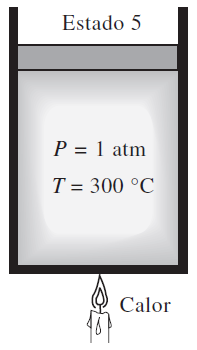 Estado 5
P = 1 atm
T = 300 °C
Calor